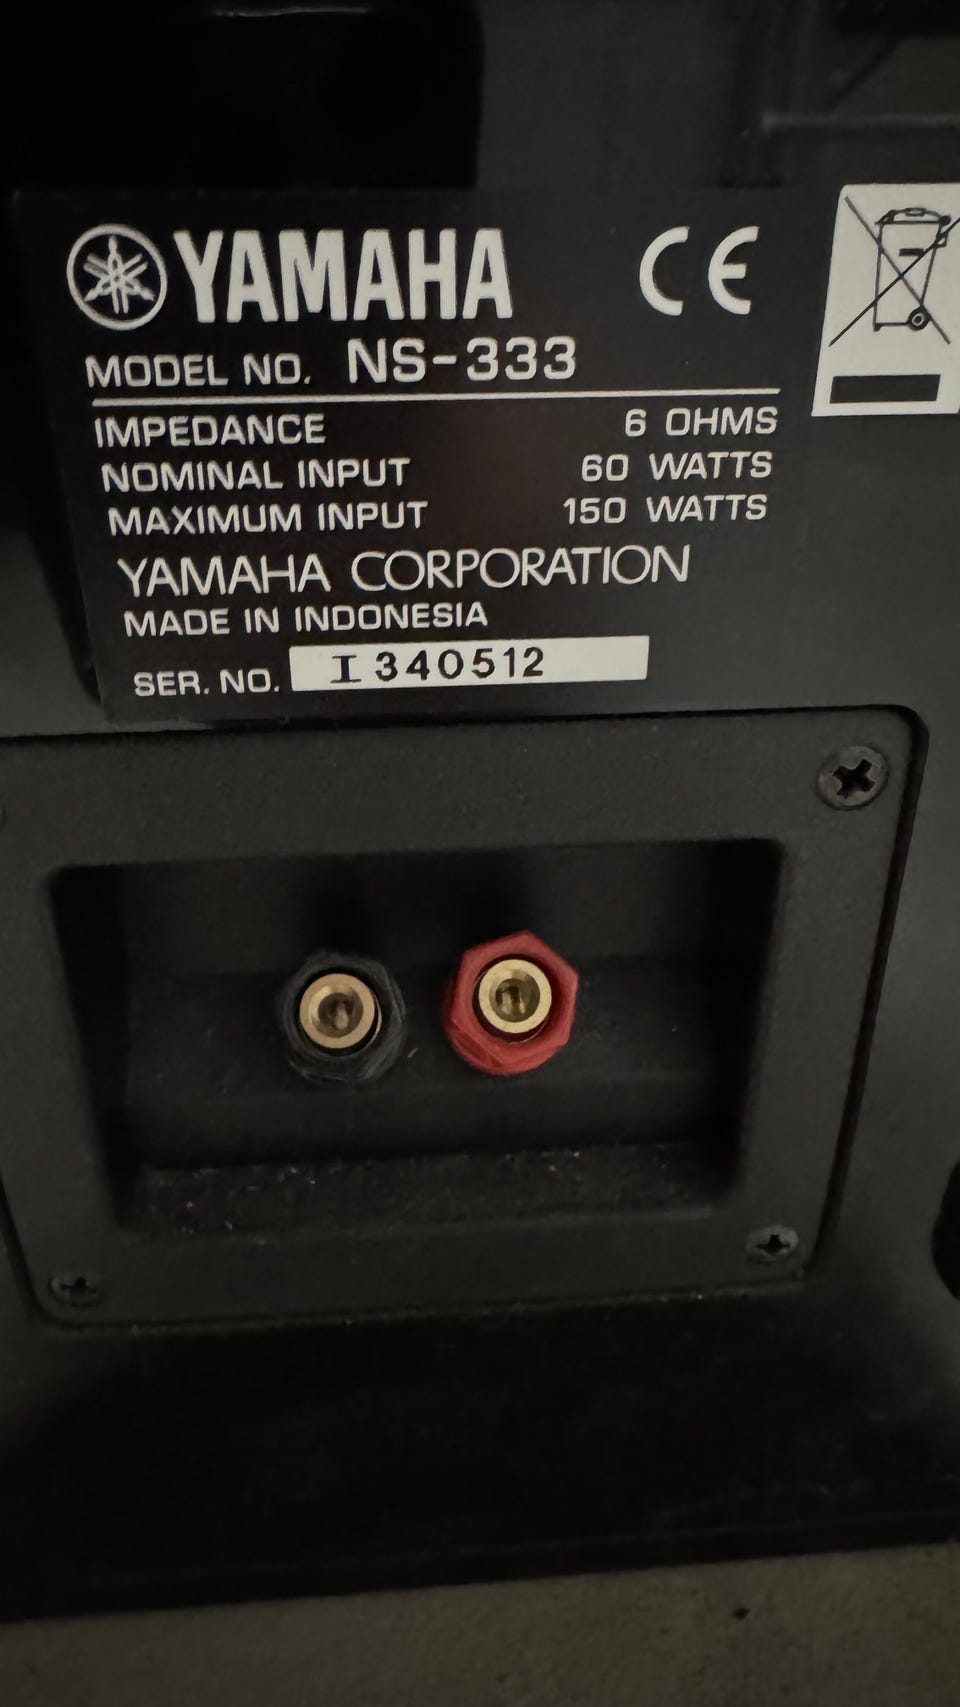 YAMAHA CE
MODEL NO. NS-333
IMPEDANCE 6 OHMS
NOMINAL INPUT 60 WATTS
MAXIMUM INPUT 150 WATTS
YAMAHA CORPORATION
MADE IN INDONESIA
SER. NO. I 340512